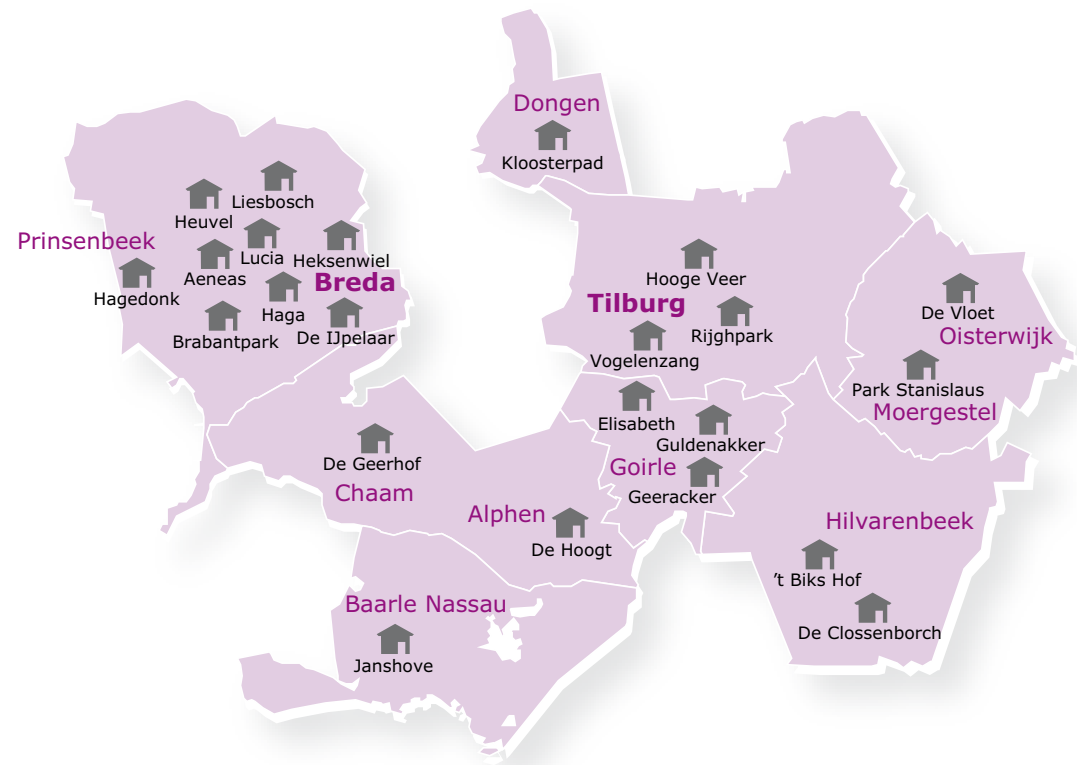 Dongen
Kloosterpad
Liesbosch
Heuvel
Prinsenbeek
Lucia
Heksenwiel
Aeneas
Hagedonk
Breda
Haga
Brabantpark
De IJpelaar
Hooge Veer
Tilburg
Rijghpark
Vogelenzang
De Vloet
Oisterwijk
Park Stanislaus
Moergestel
Elisabeth
Guldenakker
Goirle
Geeracker
De Geerhof
Chaam
Alphen
De Hoogt
Hilvarenbeek
't Biks Hof
De Clossenborch
Baarle Nassau
Janshove